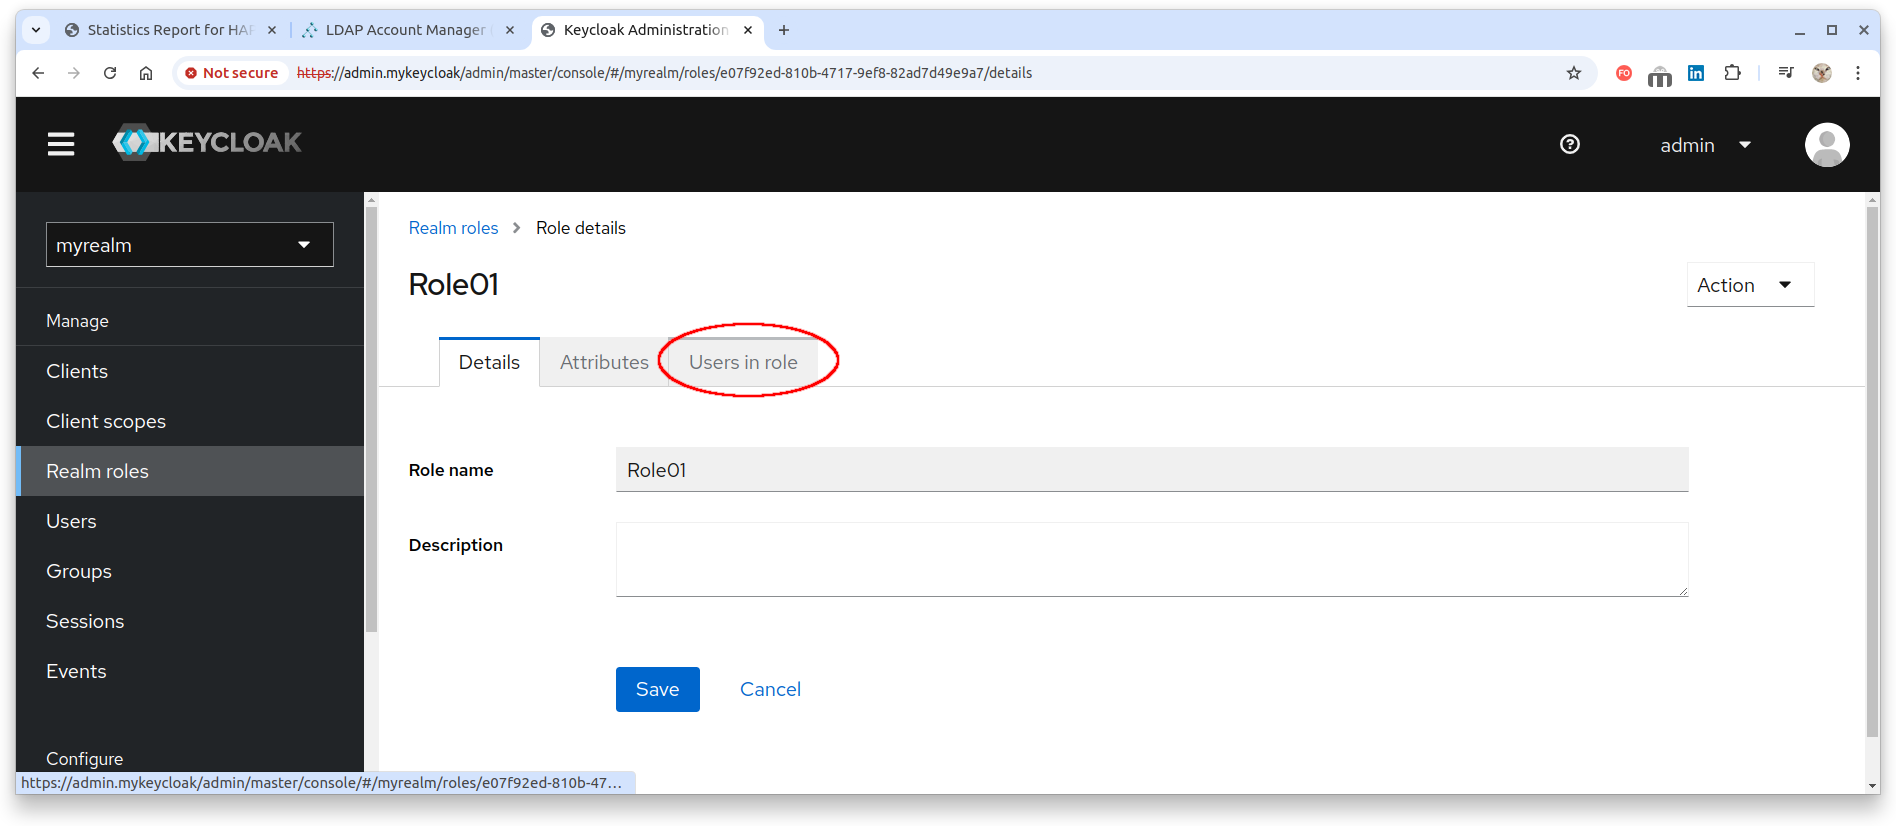 Statistics Report for HAP
LDAP Account Manager
Keycloak Administration
Not secure
https://admin.mykeycloak/admin/master/console/#/myrealm/roles/e07f92ed-810b-4717-9ef8-82ad7d49e9a7/details
FO
in
KEYCLOAK
admin
myrealm
Manage
Clients
Client scopes
Realm roles
Users
Groups
Sessions
Events
Configure
Realm roles > Role details
Role01
Action
Details Attributes Users in role
Role name Role01
Description
Save Cancel
https://admin.mykeycloak/admin/master/console/#/myrealm/roles/e07f92ed-810b-47...